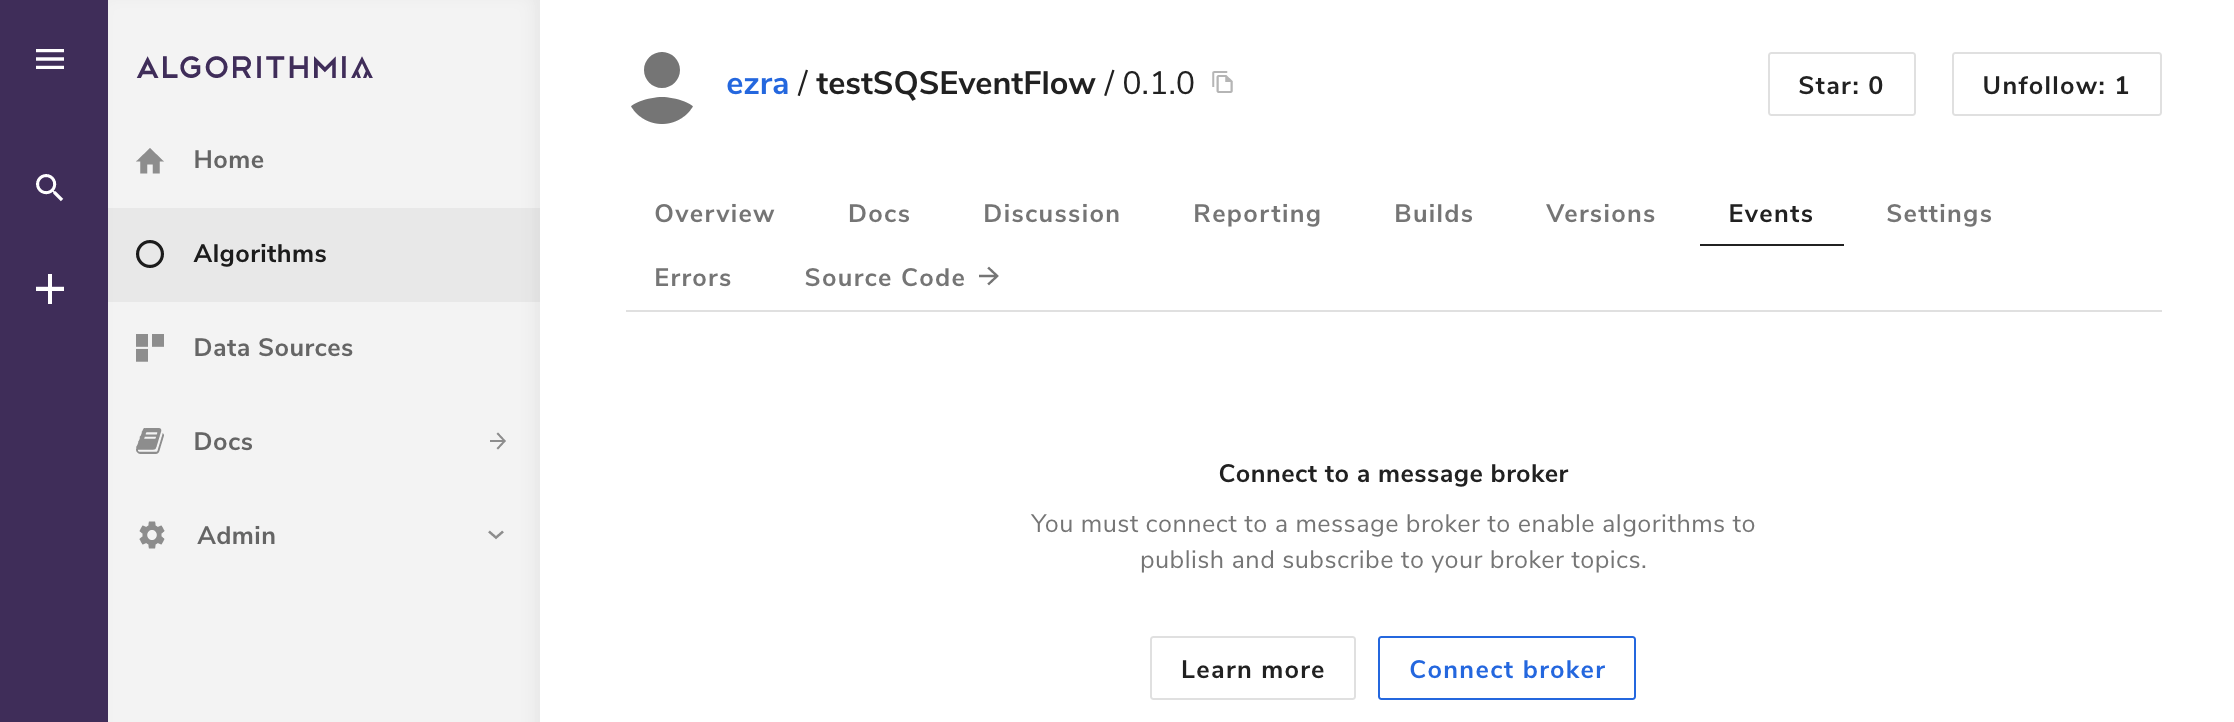 ALGORITHMIA
Home
Algorithms
Data Sources
Docs
Admin
ezra / testSQSEventFlow / 0.1.0
Star: 0
Unfollow: 1
Overview Docs Discussion Reporting Builds Versions Events Settings
Errors Source Code
Connect to a message broker
You must connect to a message broker to enable algorithms to
publish and subscribe to your broker topics.
Learn more
Connect broker